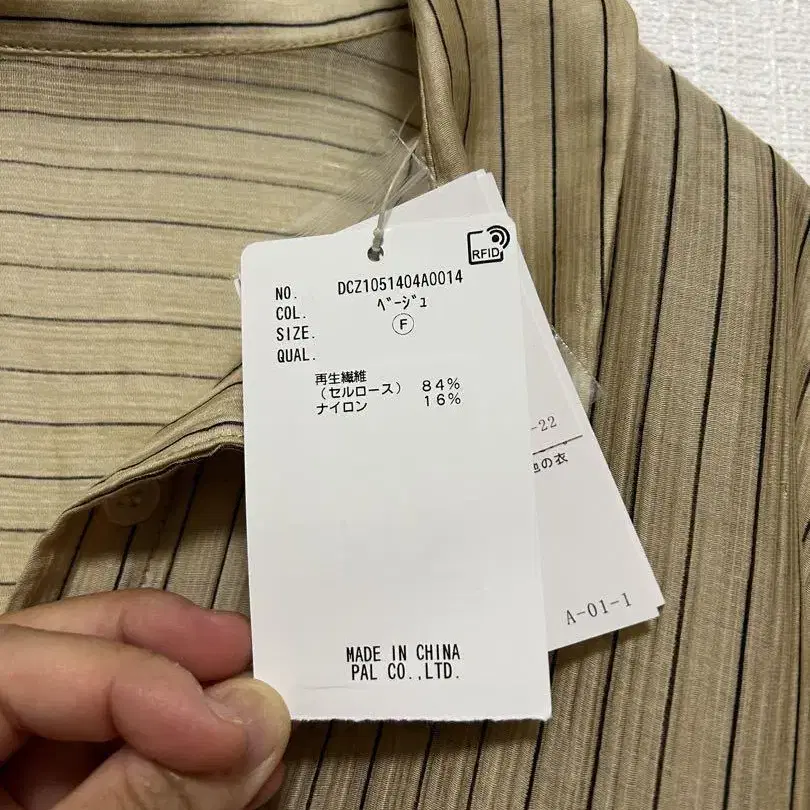 RFID
NO. DCZ1051404A0014
COL. ﾍﾞｰｼﾞｭ
SIZE. Ⓕ
QUAL.
再生繊維
(セルロース) 84%
ナイロン 16%
MADE IN CHINA
PAL CO.,LTD.
-22
の衣
A-01-1